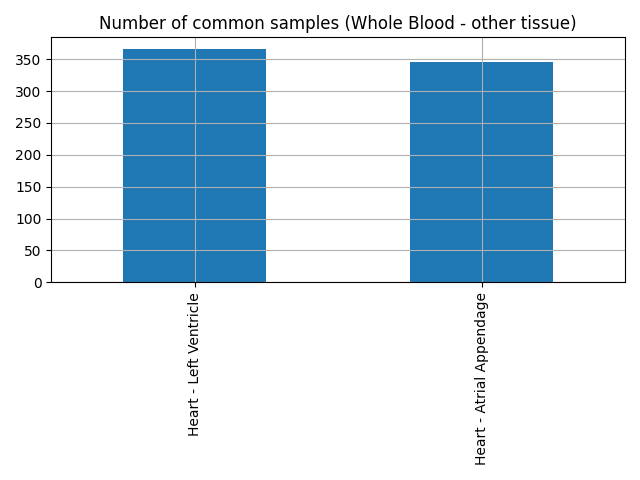 Number of common samples (Whole Blood - other tissue)
350
300
250
200
150
100
50
0
Heart - Left Ventricle
Heart - Atrial Appendage